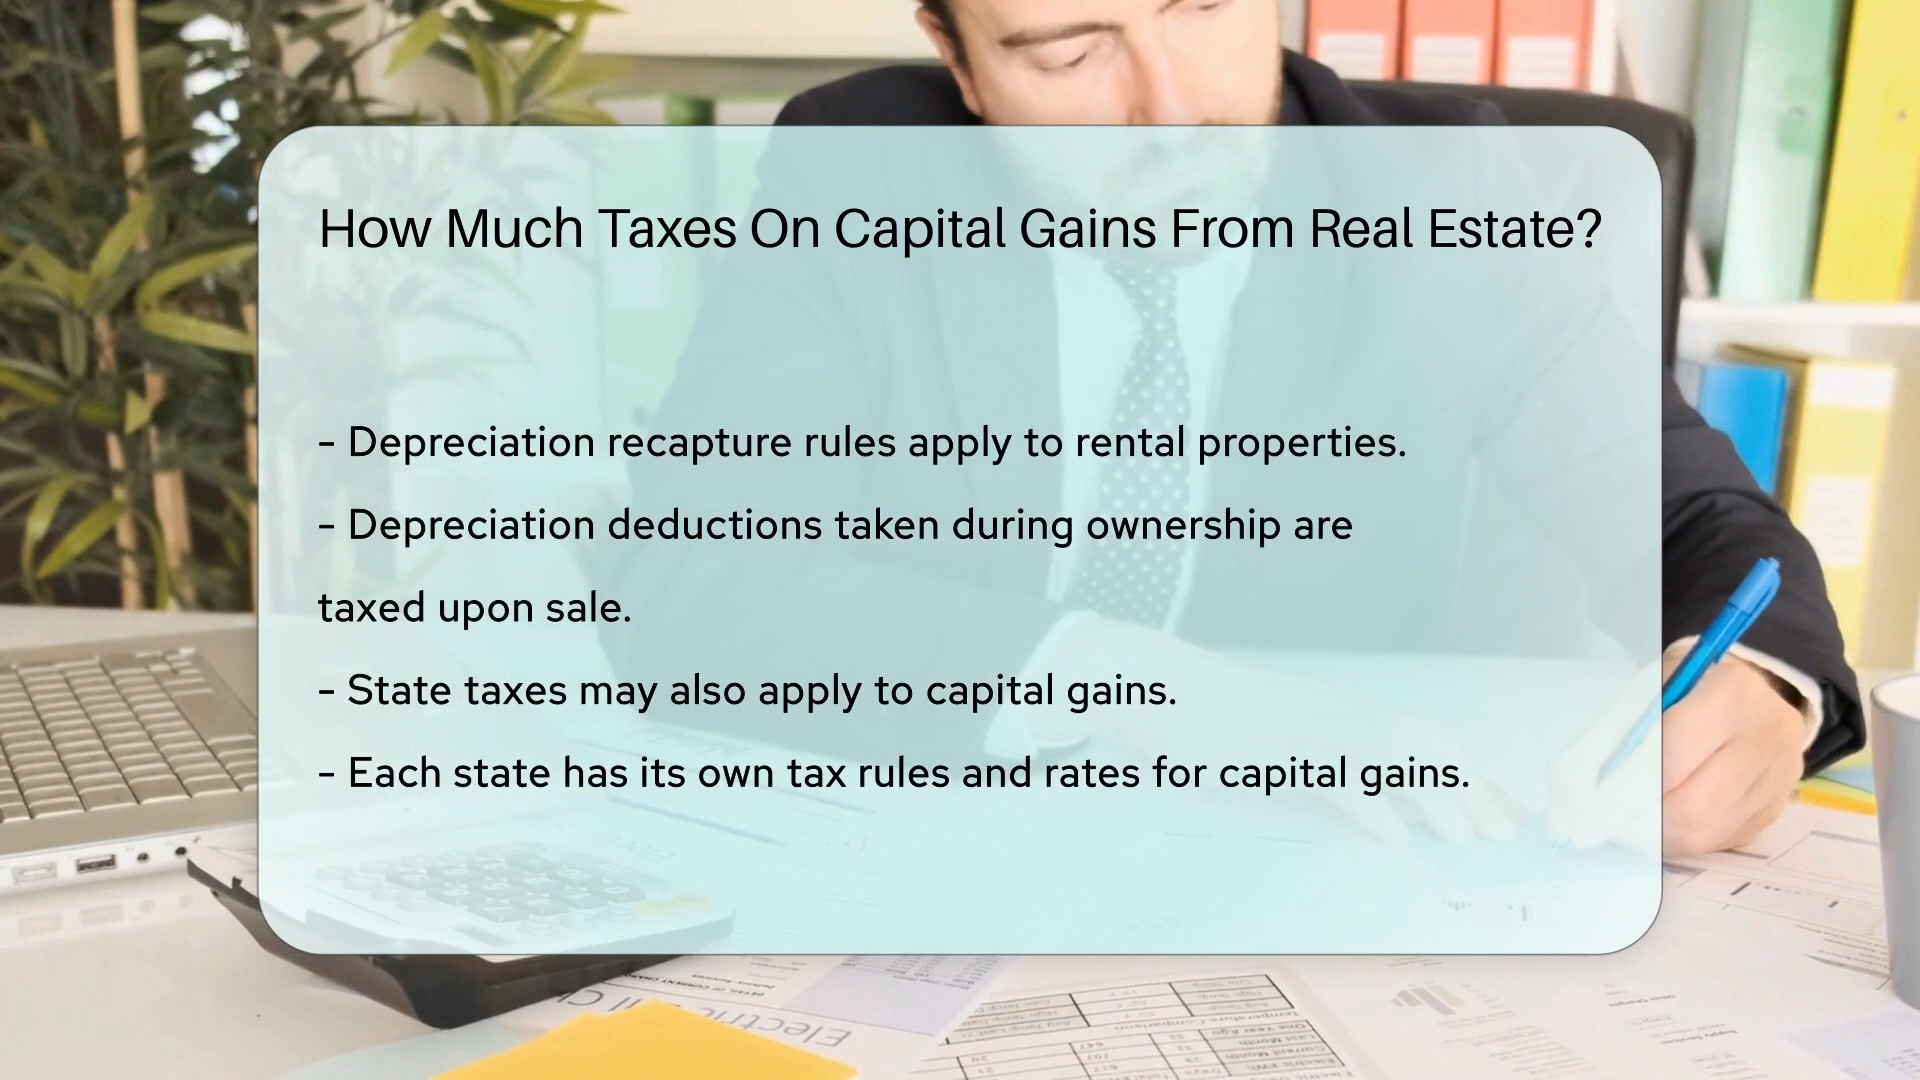 How Much Taxes On Capital Gains From Real Estate?
- Depreciation recapture rules apply to rental properties.
- Depreciation deductions taken during ownership are
taxed upon sale.
- State taxes may also apply to capital gains.
- Each state has its own tax rules and rates for capital gains.